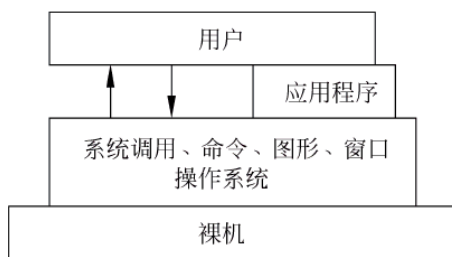 用户
应用程序
系统调用、命令、图形、窗口
操作系统
裸机